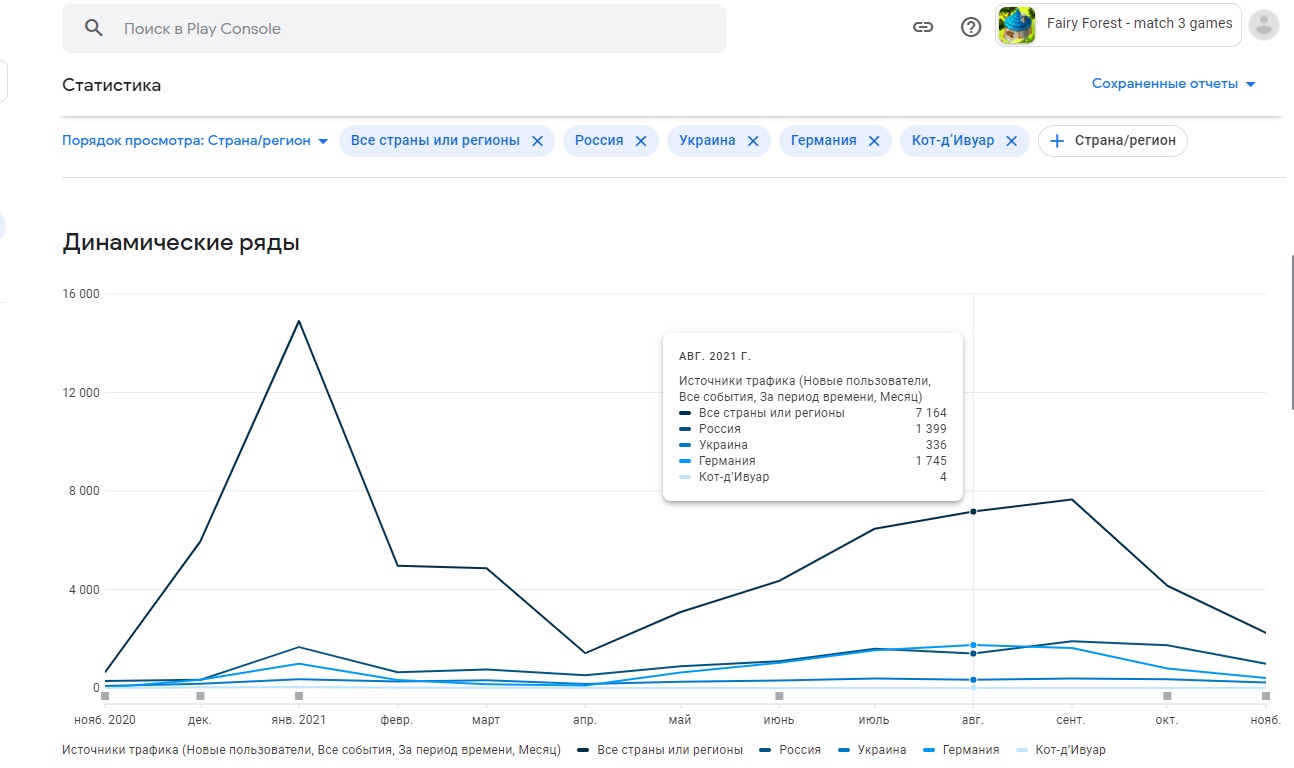 Поиск в Play Console
Fairy Forest - match 3 games
Статистика
Сохраненные отчеты
Порядок просмотра: Страна/регион
Все страны или регионы
Россия
Украина
Германия
Кот-д’Ивуар
Страна/регион
Динамические ряды
16 000
12 000
8 000
4 000
0
АВГ. 2021 Г.
Источники трафика (Новые пользователи,
Все события, За период времени, Месяц)
Все страны или регионы 7 164
Россия 1 399
Украина 336
Германия 1 745
Кот-д’Ивуар 4
нояб. 2020 дек. янв. 2021 февр. март апр. май июнь июль авг. сент. окт. нояб.
Источники трафика (Новые пользователи, Все события, За период времени, Месяц) Все страны или регионы Россия Украина Германия Кот-д’Ивуар